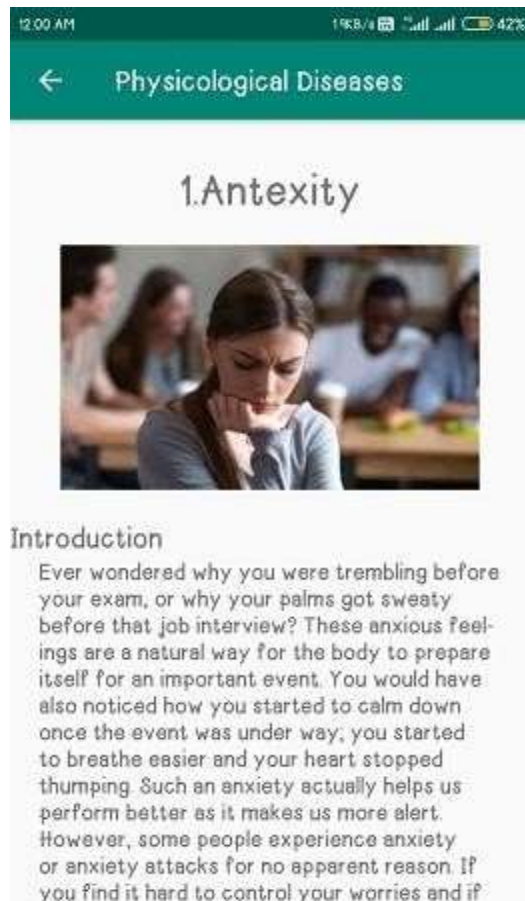 12:00 AM 19KB/s 42%
Physicological Diseases
1.Antexity
Introduction
Ever wondered why you were trembling before
your exam, or why your palms got sweaty
before that job interview? These anxious feel-
ings are a natural way for the body to prepare
itself for an important event. You would have
also noticed how you started to calm down
once the event was under way; you started
to breathe easier and your heart stopped
thumping. Such an anxiety actually helps us
perform better as it makes us more alert.
However, some people experience anxiety
or anxiety attacks for no apparent reason. If
you find it hard to control your worries and if